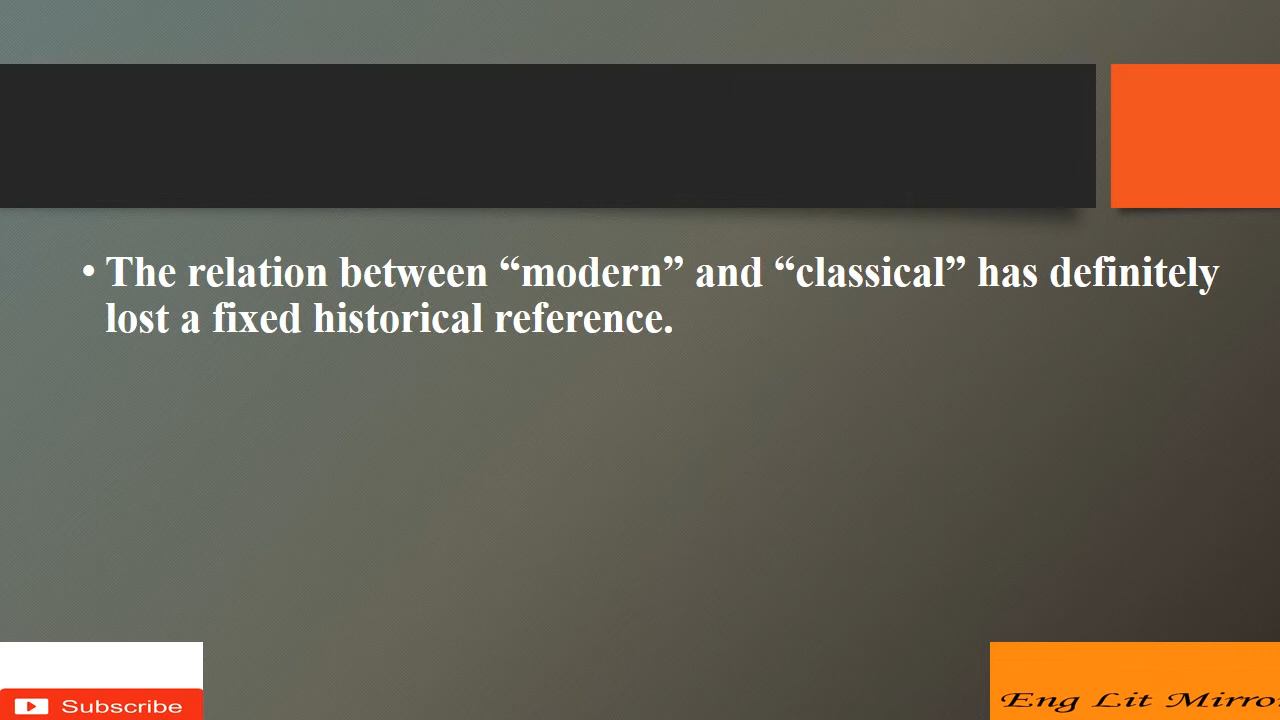 • The relation between “modern” and “classical” has definitely
lost a fixed historical reference.
Subscribe
Eng Lit Mirro